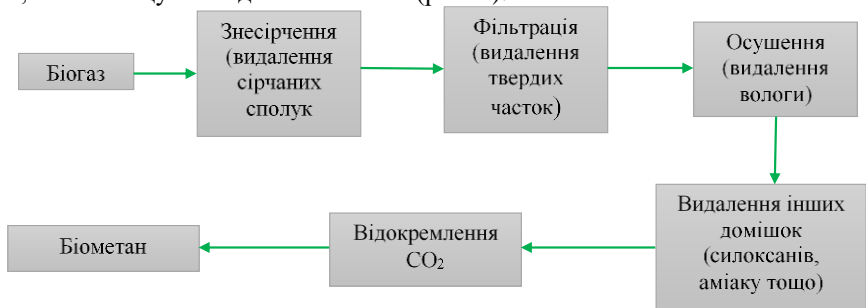 Біогаз
Знесірчення
(видалення
сірчаних
сполук
Фільтрація
(видалення
твердих
часток)
Осушення
(видалення
вологи)
Видалення інших
домішок
(силоксанів,
аміаку тощо)
Відокремлення
CO₂
Біометан